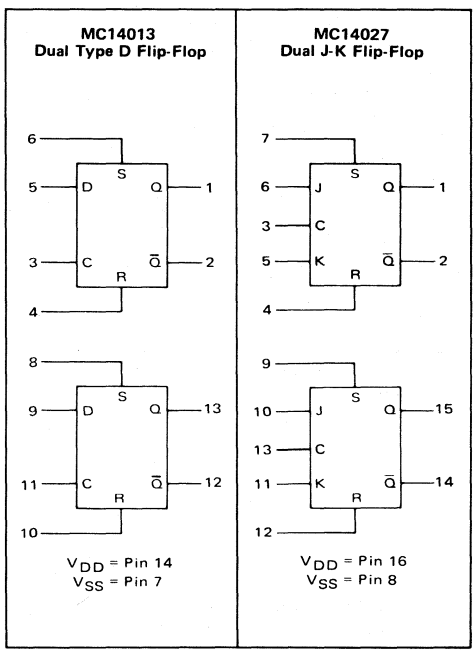 MC14013
Dual Type D Flip-Flop
6
S
5 D Q 1
3 C Q̅ 2
R
4
8
S
9 D Q 13
11 C Q̅ 12
R
10
VDD = Pin 14
VSS = Pin 7
MC14027
Dual J-K Flip-Flop
7
S
6 J Q 1
3 C
5 K Q̅ 2
R
4
9
S
10 J Q 15
13 C
11 K Q̅ 14
R
12
VDD = Pin 16
VSS = Pin 8